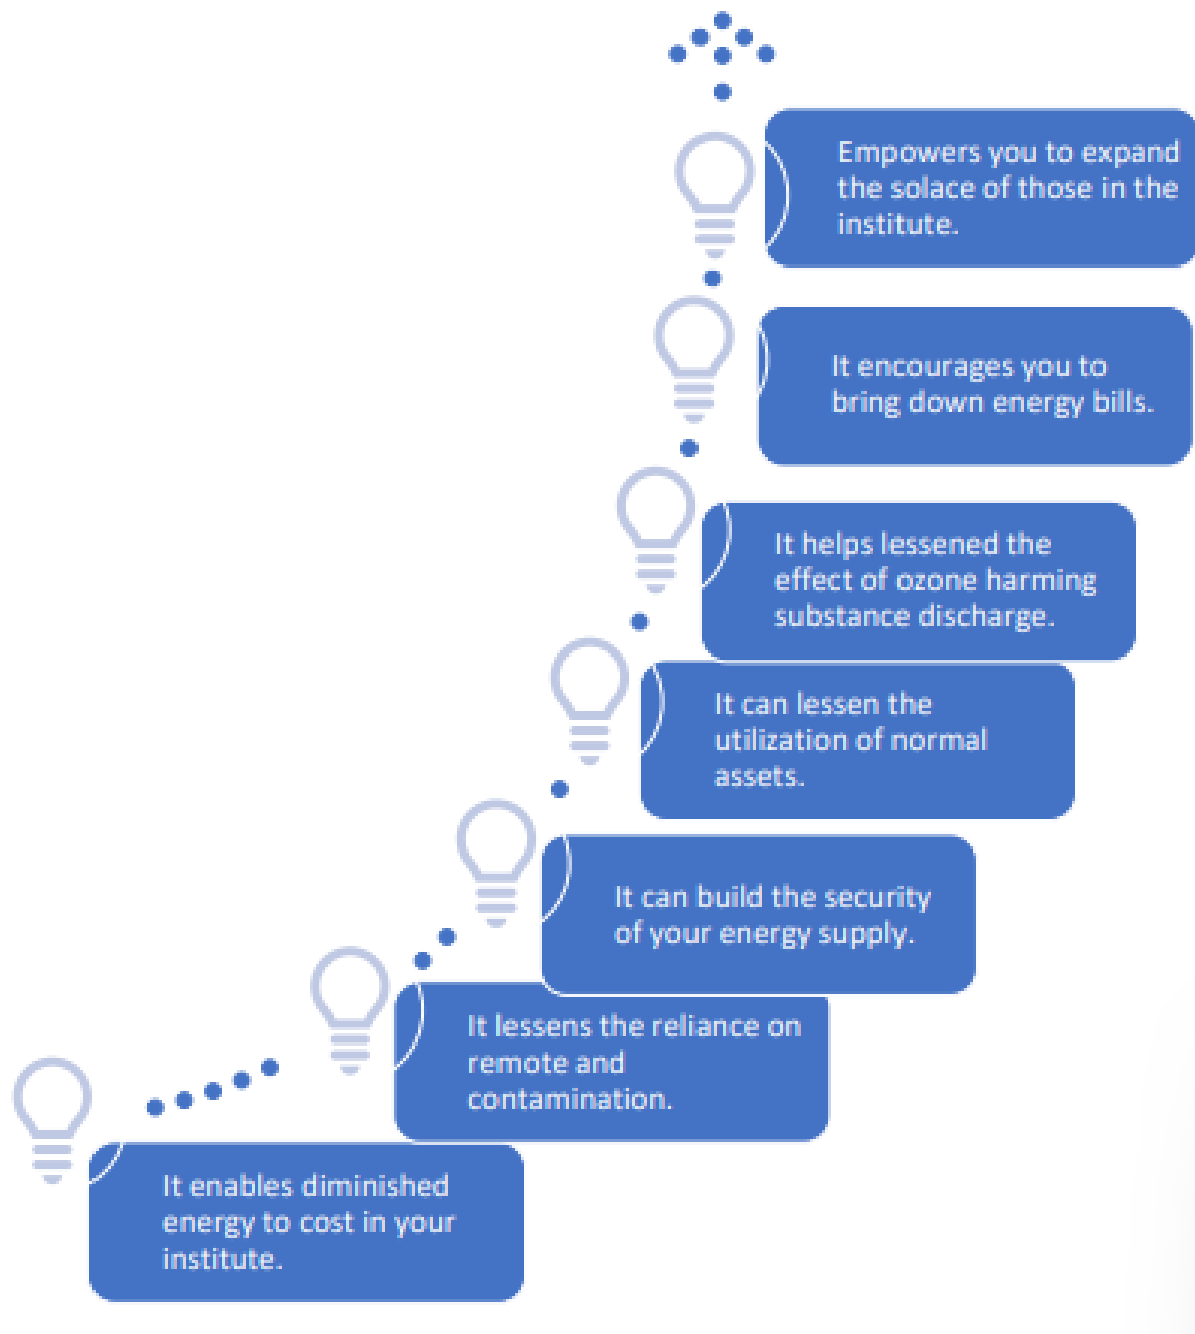 Empowers you to expand
the solace of those in the
institute.
It encourages you to
bring down energy bills.
It helps lessened the
effect of ozone harming
substance discharge.
It can lessen the
utilization of normal
assets.
It can build the security
of your energy supply.
It lessens the reliance on
remote and
contamination.
It enables diminished
energy to cost in your
institute.